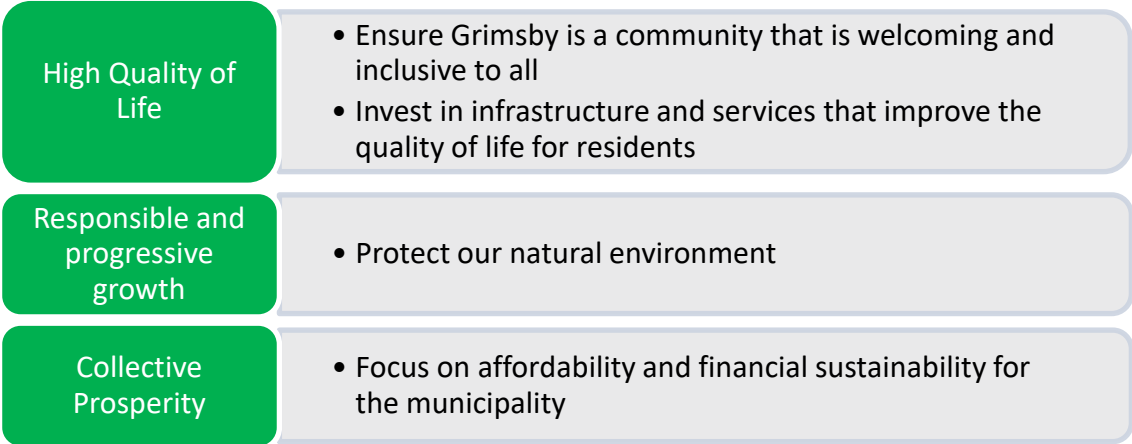 High Quality of
Life
• Ensure Grimsby is a community that is welcoming and
inclusive to all
• Invest in infrastructure and services that improve the
quality of life for residents
Responsible and
progressive
growth
• Protect our natural environment
Collective
Prosperity
• Focus on affordability and financial sustainability for
the municipality